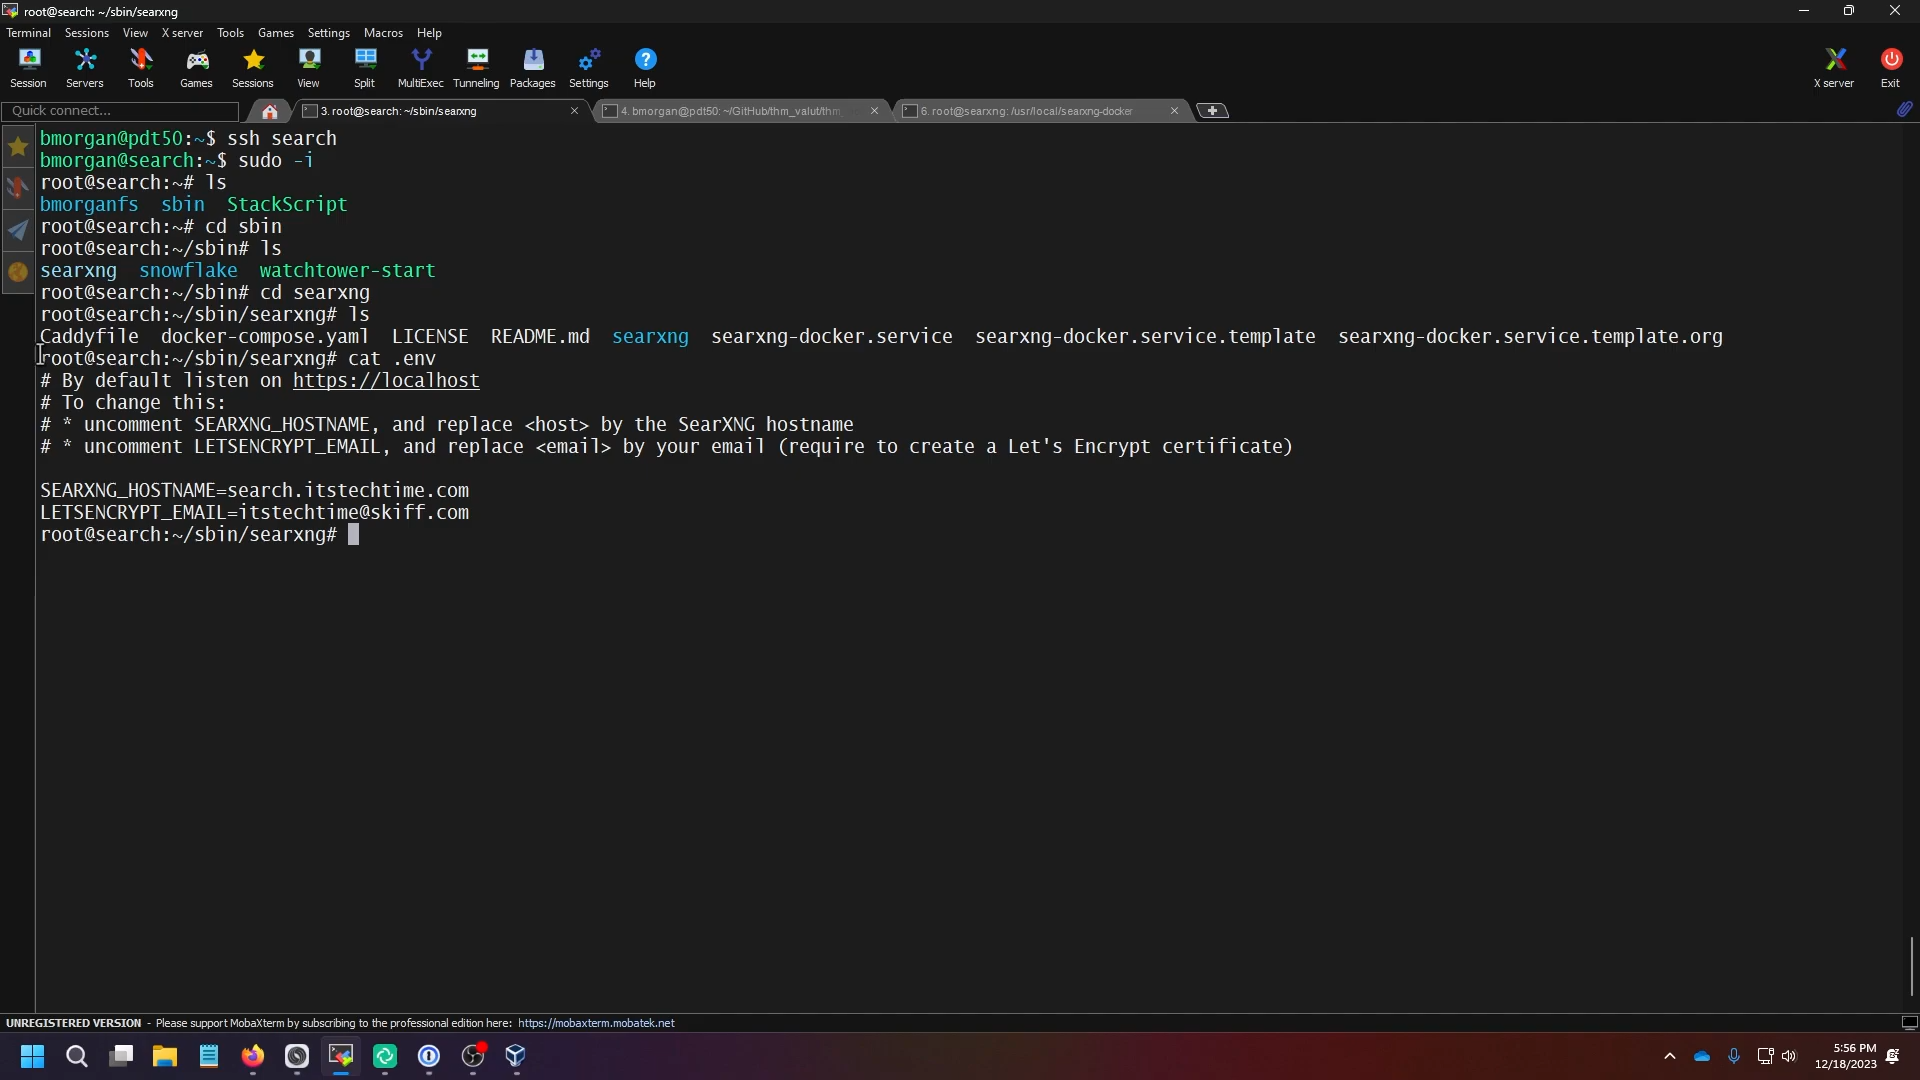 root@search: ~/sbin/searxng
Terminal Sessions View X server Tools Games Settings Macros Help
Session Servers Tools Games Sessions View Split MultiExec Tunneling Packages Settings Help X server Exit
Quick connect... 3. root@search: ~/sbin/searxng 4. bmorgan@pdt50: ~/GitHub/thm_valut/thm_ 6. root@searxng: /usr/local/searxng-docker
bmorgan@pdt50:~$ ssh search
bmorgan@search:~$ sudo -i
root@search:~# ls
bmorganfs sbin StackScript
root@search:~# cd sbin
root@search:~/sbin# ls
searxng snowflake watchtower-start
root@search:~/sbin# cd searxng
root@search:~/sbin/searxng# ls
Caddyfile docker-compose.yaml LICENSE README.md searxng searxng-docker.service searxng-docker.service.template searxng-docker.service.template.org
root@search:~/sbin/searxng# cat .env
# By default listen on https://localhost
# To change this:
# * uncomment SEARXNG_HOSTNAME, and replace <host> by the SearXNG hostname
# * uncomment LETSENCRYPT_EMAIL, and replace <email> by your email (require to create a Let's Encrypt certificate)
SEARXNG_HOSTNAME=search.itstechtime.com
LETSENCRYPT_EMAIL=itstechtime@skiff.com
root@search:~/sbin/searxng#
UNREGISTERED VERSION - Please support MobaXterm by subscribing to the professional edition here: https://mobaxterm.mobatek.net
5:56 PM
12/18/2023